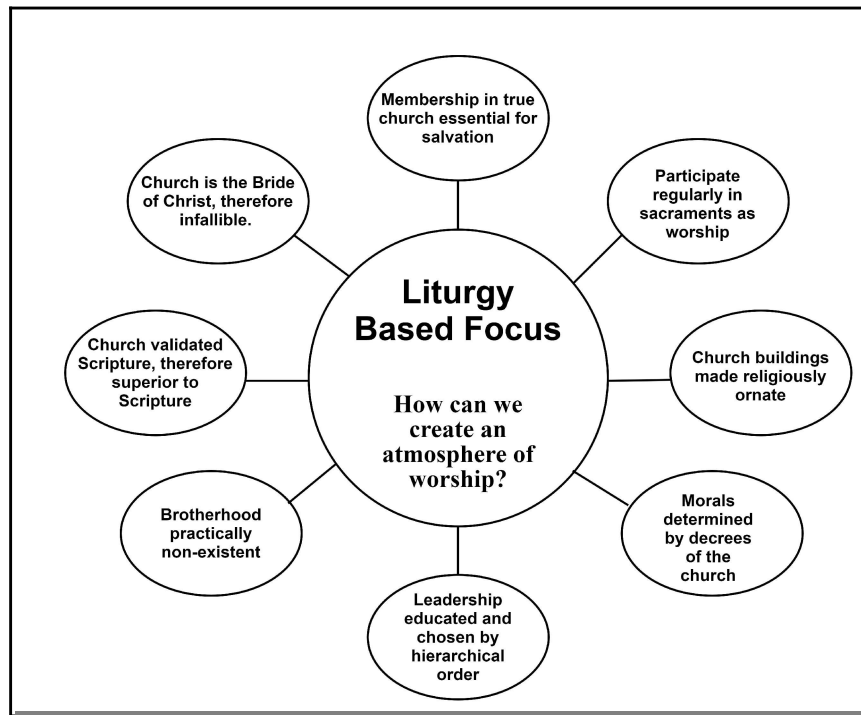 Liturgy
Based Focus
How can we
create an
atmosphere of
worship?
Membership in true
church essential for
salvation
Participate
regularly in
sacraments as
worship
Church buildings
made religiously
ornate
Morals
determined
by decrees
of the
church
Leadership
educated and
chosen by
hierarchical
order
Brotherhood
practically
non-existent
Church validated
Scripture, therefore
superior to
Scripture
Church is the Bride
of Christ, therefore
infallible.